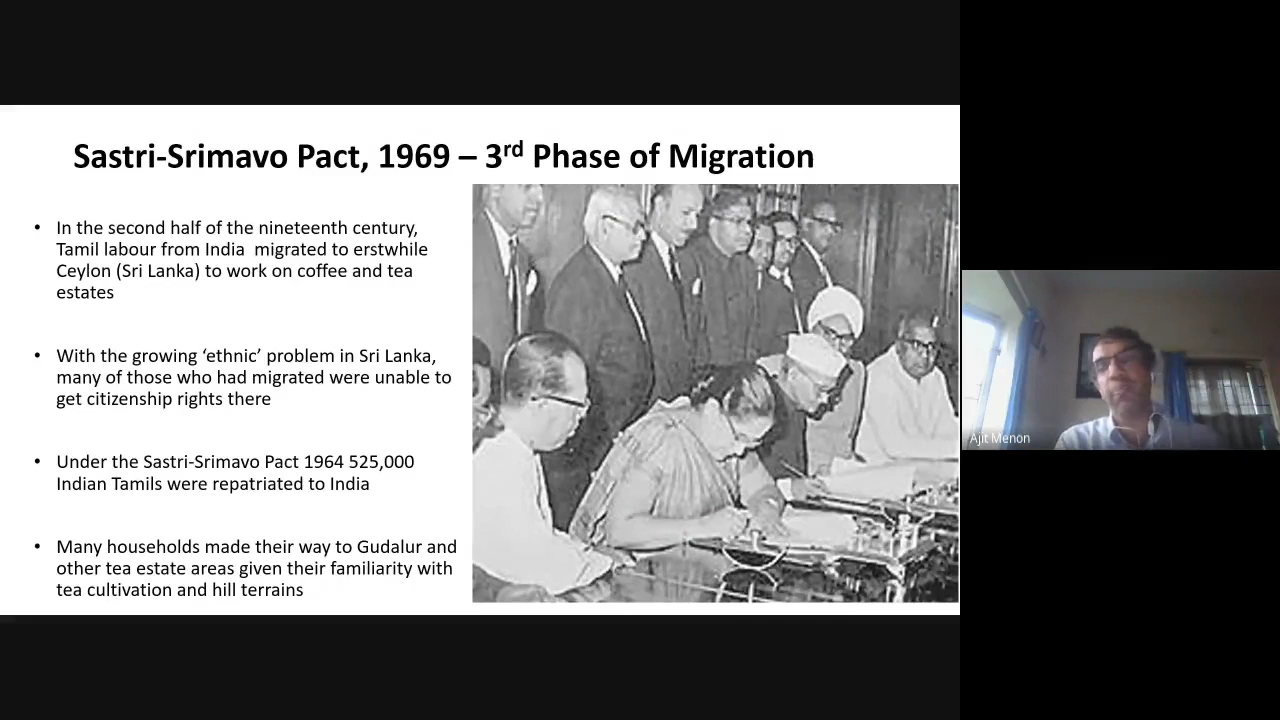 Sastri-Srimavo Pact, 1969 – 3rd Phase of Migration
• In the second half of the nineteenth century,
Tamil labour from India migrated to erstwhile
Ceylon (Sri Lanka) to work on coffee and tea
estates
• With the growing ‘ethnic’ problem in Sri Lanka,
many of those who had migrated were unable to
get citizenship rights there
• Under the Sastri-Srimavo Pact 1964 525,000
Indian Tamils were repatriated to India
• Many households made their way to Gudalur and
other tea estate areas given their familiarity with
tea cultivation and hill terrains
Ajit Menon